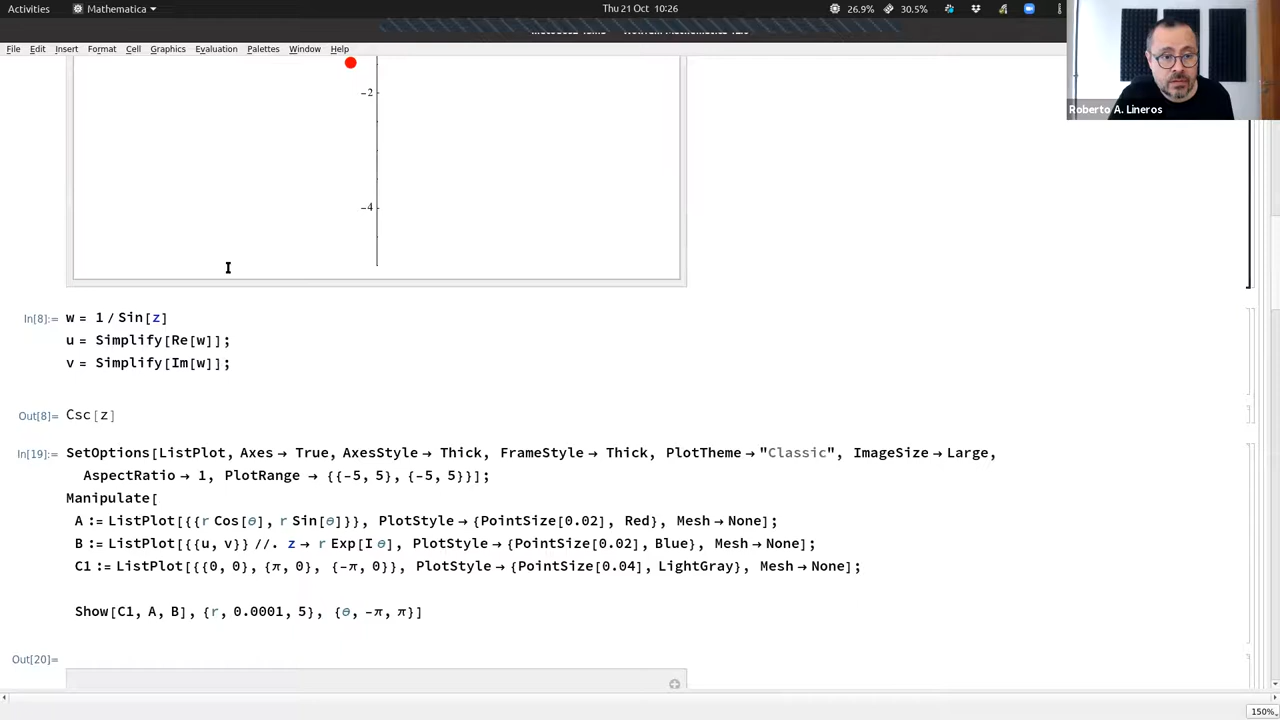 Activities Mathematica ▾ Thu 21 Oct 10:26 26.9% 30.5%
File Edit Insert Format Cell Graphics Evaluation Palettes Window Help
Roberto A. Lineros
-2
-4
In[8]:= w = 1 / Sin[z]
u = Simplify[Re[w]];
v = Simplify[Im[w]];
Out[8]= Csc[z]
In[19]:= SetOptions[ListPlot, Axes → True, AxesStyle → Thick, FrameStyle → Thick, PlotTheme → "Classic", ImageSize → Large,
AspectRatio → 1, PlotRange → {{-5, 5}, {-5, 5}}];
Manipulate[
A := ListPlot[{{r Cos[θ], r Sin[θ]}}, PlotStyle → {PointSize[0.02], Red}, Mesh → None];
B := ListPlot[{{u, v}} //. z → r Exp[I θ], PlotStyle → {PointSize[0.02], Blue}, Mesh → None];
C1 := ListPlot[{{0, 0}, {π, 0}, {-π, 0}}, PlotStyle → {PointSize[0.04], LightGray}, Mesh → None];
Show[C1, A, B], {r, 0.0001, 5}, {θ, -π, π}]
Out[20]=
150%